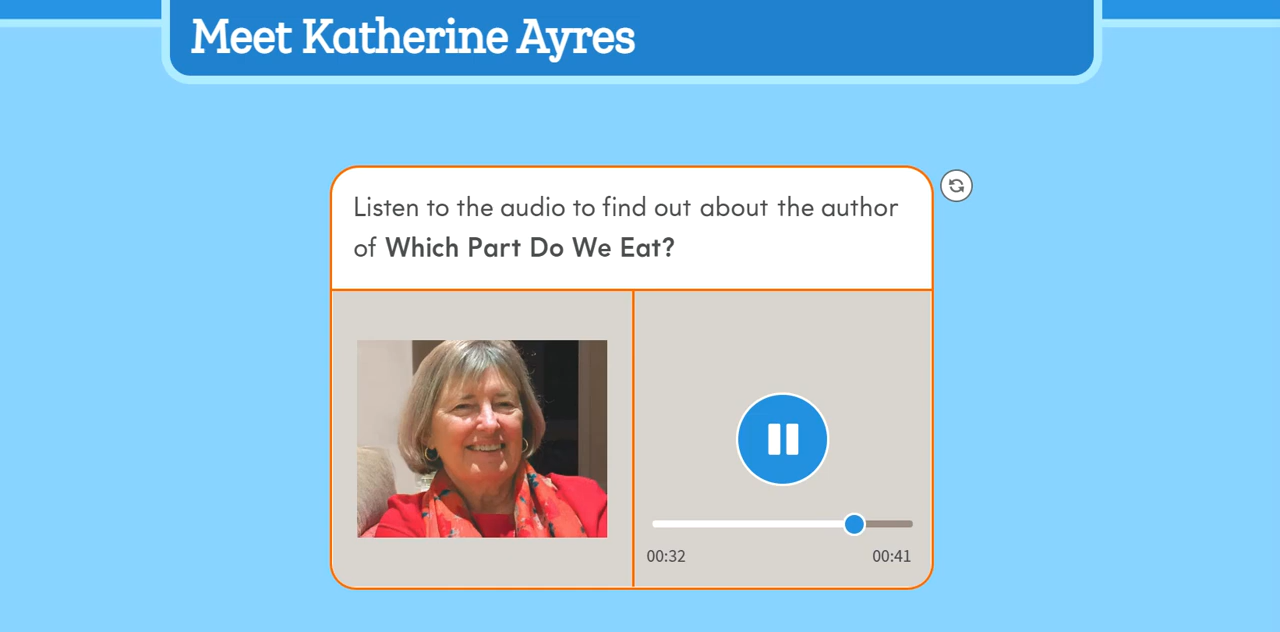 Meet Katherine Ayres
Listen to the audio to find out about the author
of Which Part Do We Eat?
00:32
00:41